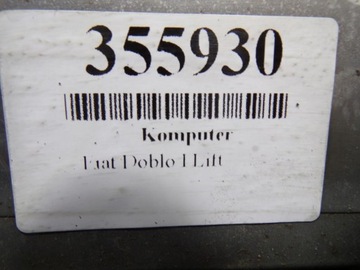 355930
Komputer
Fiat Doblo I Lift